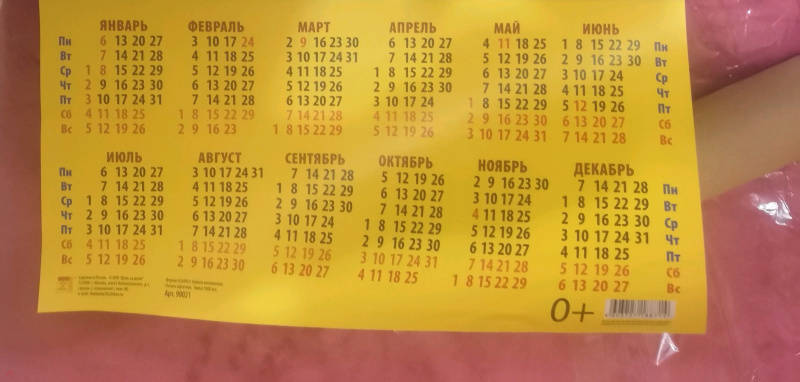 ЯНВАРЬ ФЕВРАЛЬ МАРТ АПРЕЛЬ МАЙ ИЮНЬ
Пн 6 13 20 27 3 10 17 24 2 9 16 23 30 6 13 20 27 4 11 18 25 1 8 15 22 29 Пн
Вт 7 14 21 28 4 11 18 25 3 10 17 24 31 7 14 21 28 5 12 19 26 2 9 16 23 30 Вт
Ср 1 8 15 22 29 5 12 19 26 4 11 18 25 1 8 15 22 29 6 13 20 27 3 10 17 24 Ср
Чт 2 9 16 23 30 6 13 20 27 5 12 19 26 2 9 16 23 30 7 14 21 28 4 11 18 25 Чт
Пт 3 10 17 24 31 7 14 21 28 6 13 20 27 3 10 17 24 1 8 15 22 29 5 12 19 26 Пт
Сб 4 11 18 25 1 8 15 22 29 7 14 21 28 4 11 18 25 2 9 16 23 30 6 13 20 27 Сб
Вс 5 12 19 26 2 9 16 23 1 8 15 22 29 5 12 19 26 3 10 17 24 31 7 14 21 28 Вс
ИЮЛЬ АВГУСТ СЕНТЯБРЬ ОКТЯБРЬ НОЯБРЬ ДЕКАБРЬ
Пн 6 13 20 27 3 10 17 24 31 7 14 21 28 5 12 19 26 2 9 16 23 30 7 14 21 28 Пн
Вт 7 14 21 28 4 11 18 25 1 8 15 22 29 6 13 20 27 3 10 17 24 1 8 15 22 29 Вт
Ср 1 8 15 22 29 5 12 19 26 2 9 16 23 30 7 14 21 28 4 11 18 25 2 9 16 23 30 Ср
Чт 2 9 16 23 30 6 13 20 27 3 10 17 24 1 8 15 22 29 5 12 19 26 3 10 17 24 31 Чт
Пт 3 10 17 24 31 7 14 21 28 4 11 18 25 2 9 16 23 30 6 13 20 27 4 11 18 25 Пт
Сб 4 11 18 25 1 8 15 22 29 5 12 19 26 3 10 17 24 31 7 14 21 28 5 12 19 26 Сб
Вс 5 12 19 26 2 9 16 23 30 6 13 20 27 4 11 18 25 1 8 15 22 29 6 13 20 27 Вс
Арт. 90021
0+